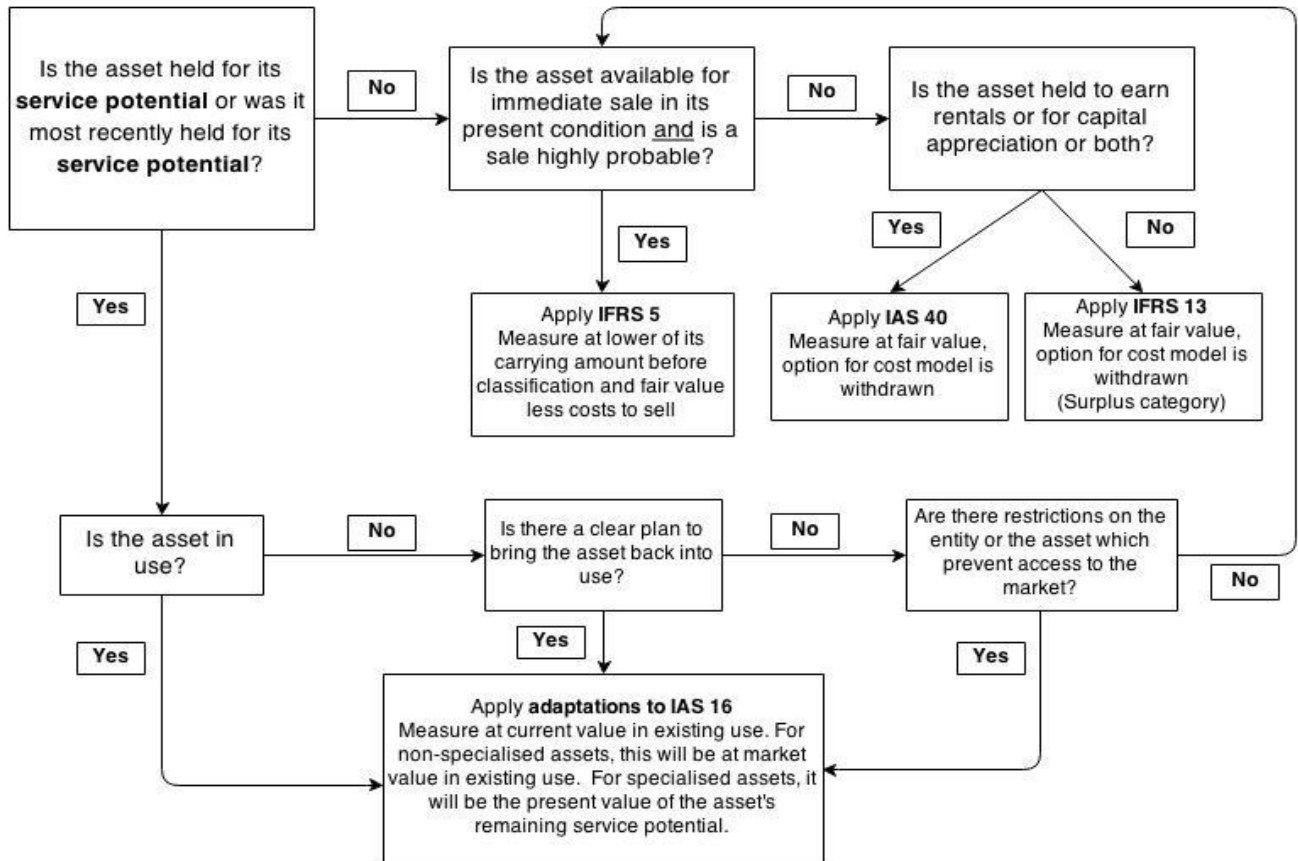 Is the asset held for its
service potential or was it
most recently held for its
service potential?
No
Is the asset available for
immediate sale in its
present condition and is a
sale highly probable?
No
Is the asset held to earn
rentals or for capital
appreciation or both?
Yes
Yes
Yes
No
Apply IFRS 5
Measure at lower of its
carrying amount before
classification and fair value
less costs to sell
Apply IAS 40
Measure at fair value,
option for cost model is
withdrawn
Apply IFRS 13
Measure at fair value,
option for cost model is
withdrawn
(Surplus category)
Is the asset in
use?
No
Is there a clear plan to
bring the asset back into
use?
No
Are there restrictions on the
entity or the asset which
prevent access to the
market?
No
Yes
Yes
Yes
Apply adaptations to IAS 16
Measure at current value in existing use. For
non-specialised assets, this will be at market
value in existing use. For specialised assets, it
will be the present value of the asset's
remaining service potential.